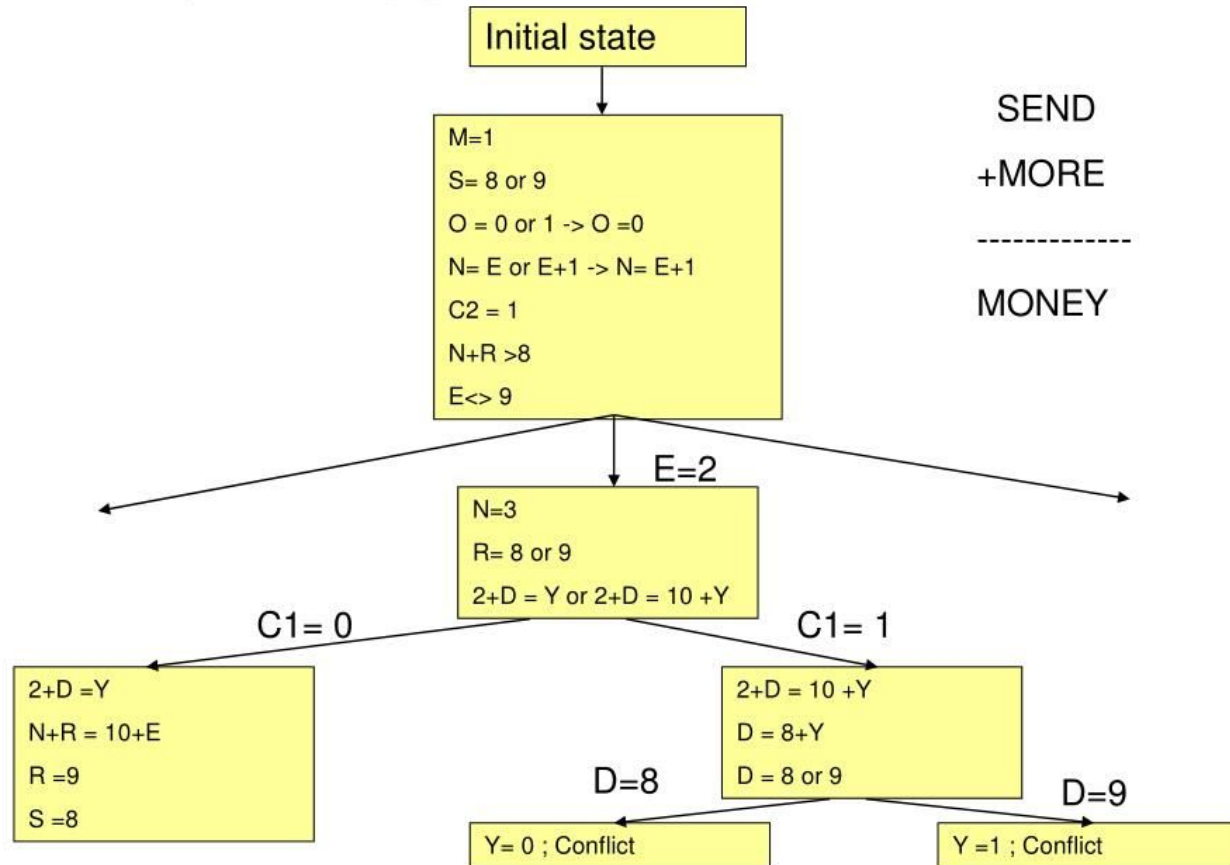 Initial state
SEND
+MORE
-------------
MONEY
M=1
S= 8 or 9
O = 0 or 1 -> O =0
N= E or E+1 -> N= E+1
C2 = 1
N+R >8
E<> 9
E=2
N=3
R= 8 or 9
2+D = Y or 2+D = 10 +Y
C1= 0
C1= 1
2+D =Y
N+R = 10+E
R =9
S =8
2+D = 10 +Y
D = 8+Y
D = 8 or 9
D=8
D=9
Y= 0 ; Conflict
Y =1 ; Conflict